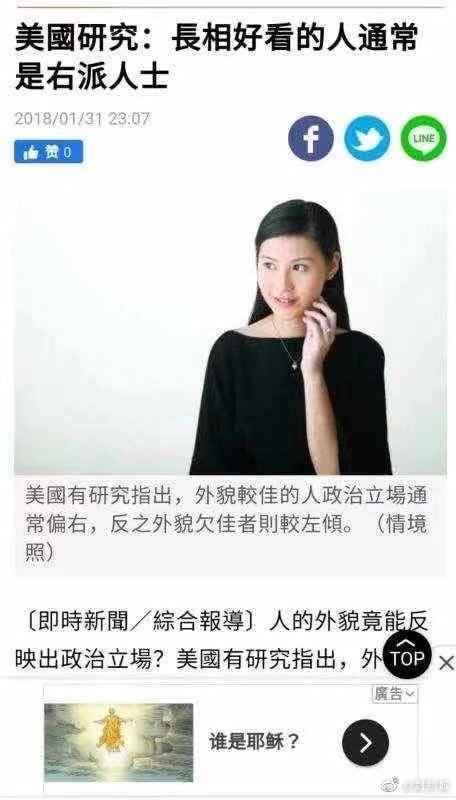 美國研究：長相好看的人通常
是右派人士
2018/01/31 23:07
赞 0
LINE
美國有研究指出，外貌較佳的人政治立場通
常偏右，反之外貌欠佳者則較左傾。（情境
照）
〔即時新聞／綜合報導〕人的外貌竟能反
映出政治立場？美國有研究指出，外
TOP
廣告
谁是耶稣？